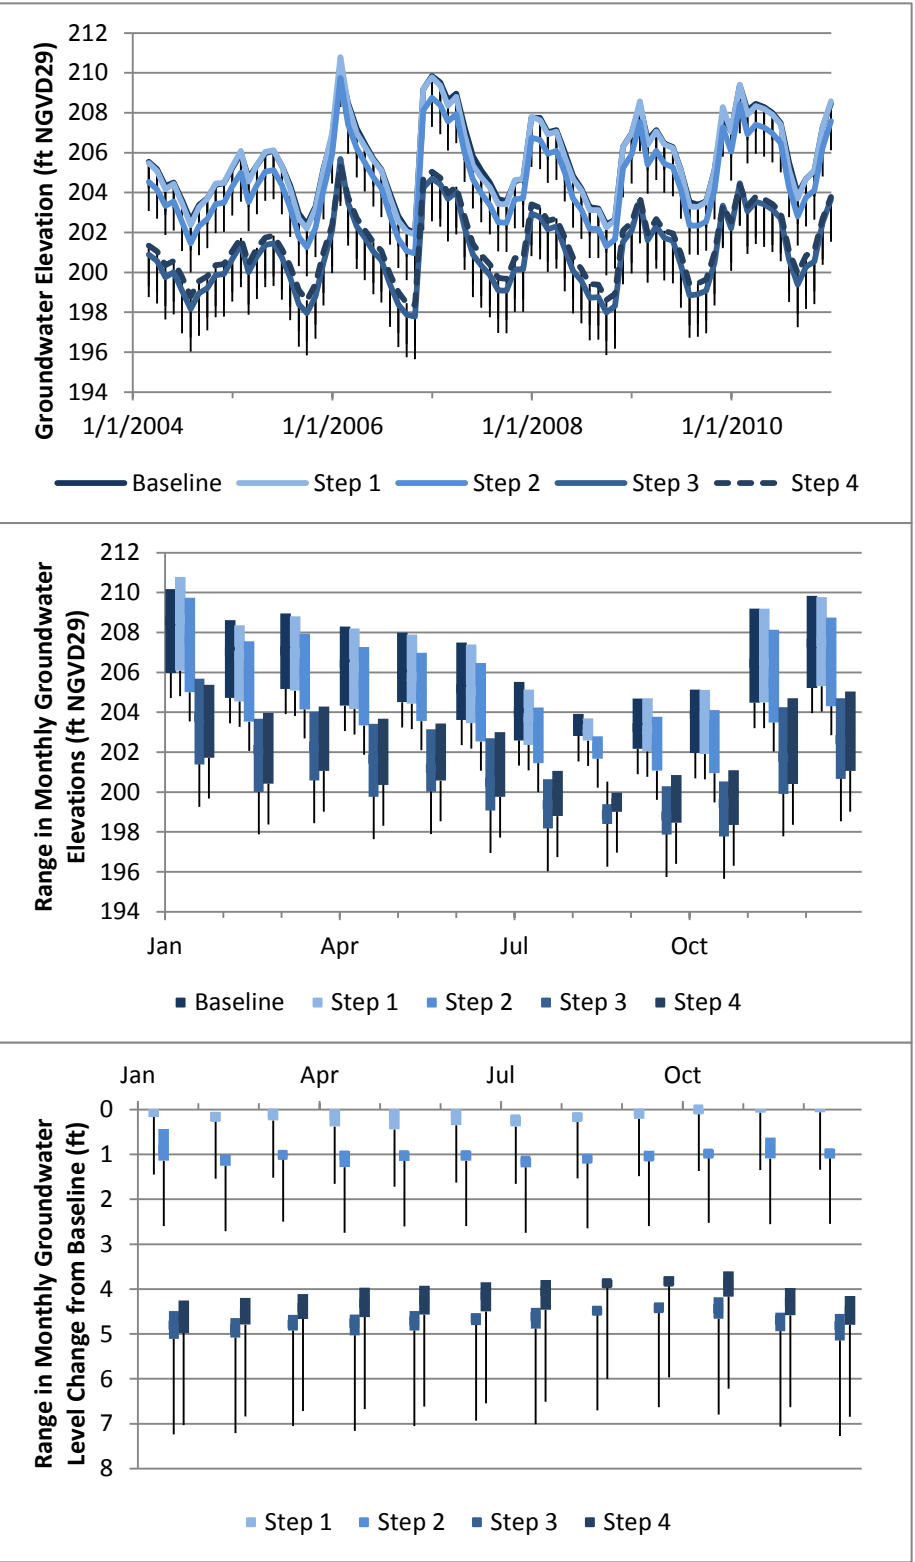 Groundwater Elevation (ft NGVD29)
212
210
208
206
204
202
200
198
196
194
1/1/2004 1/1/2006 1/1/2008 1/1/2010
Baseline Step 1 Step 2 Step 3 Step 4
Range in Monthly Groundwater
Elevations (ft NGVD29)
212
210
208
206
204
202
200
198
196
194
Jan Apr Jul Oct
Baseline Step 1 Step 2 Step 3 Step 4
Range in Monthly Groundwater
Level Change from Baseline (ft)
Jan Apr Jul Oct
0
1
2
3
4
5
6
7
8
Step 1 Step 2 Step 3 Step 4